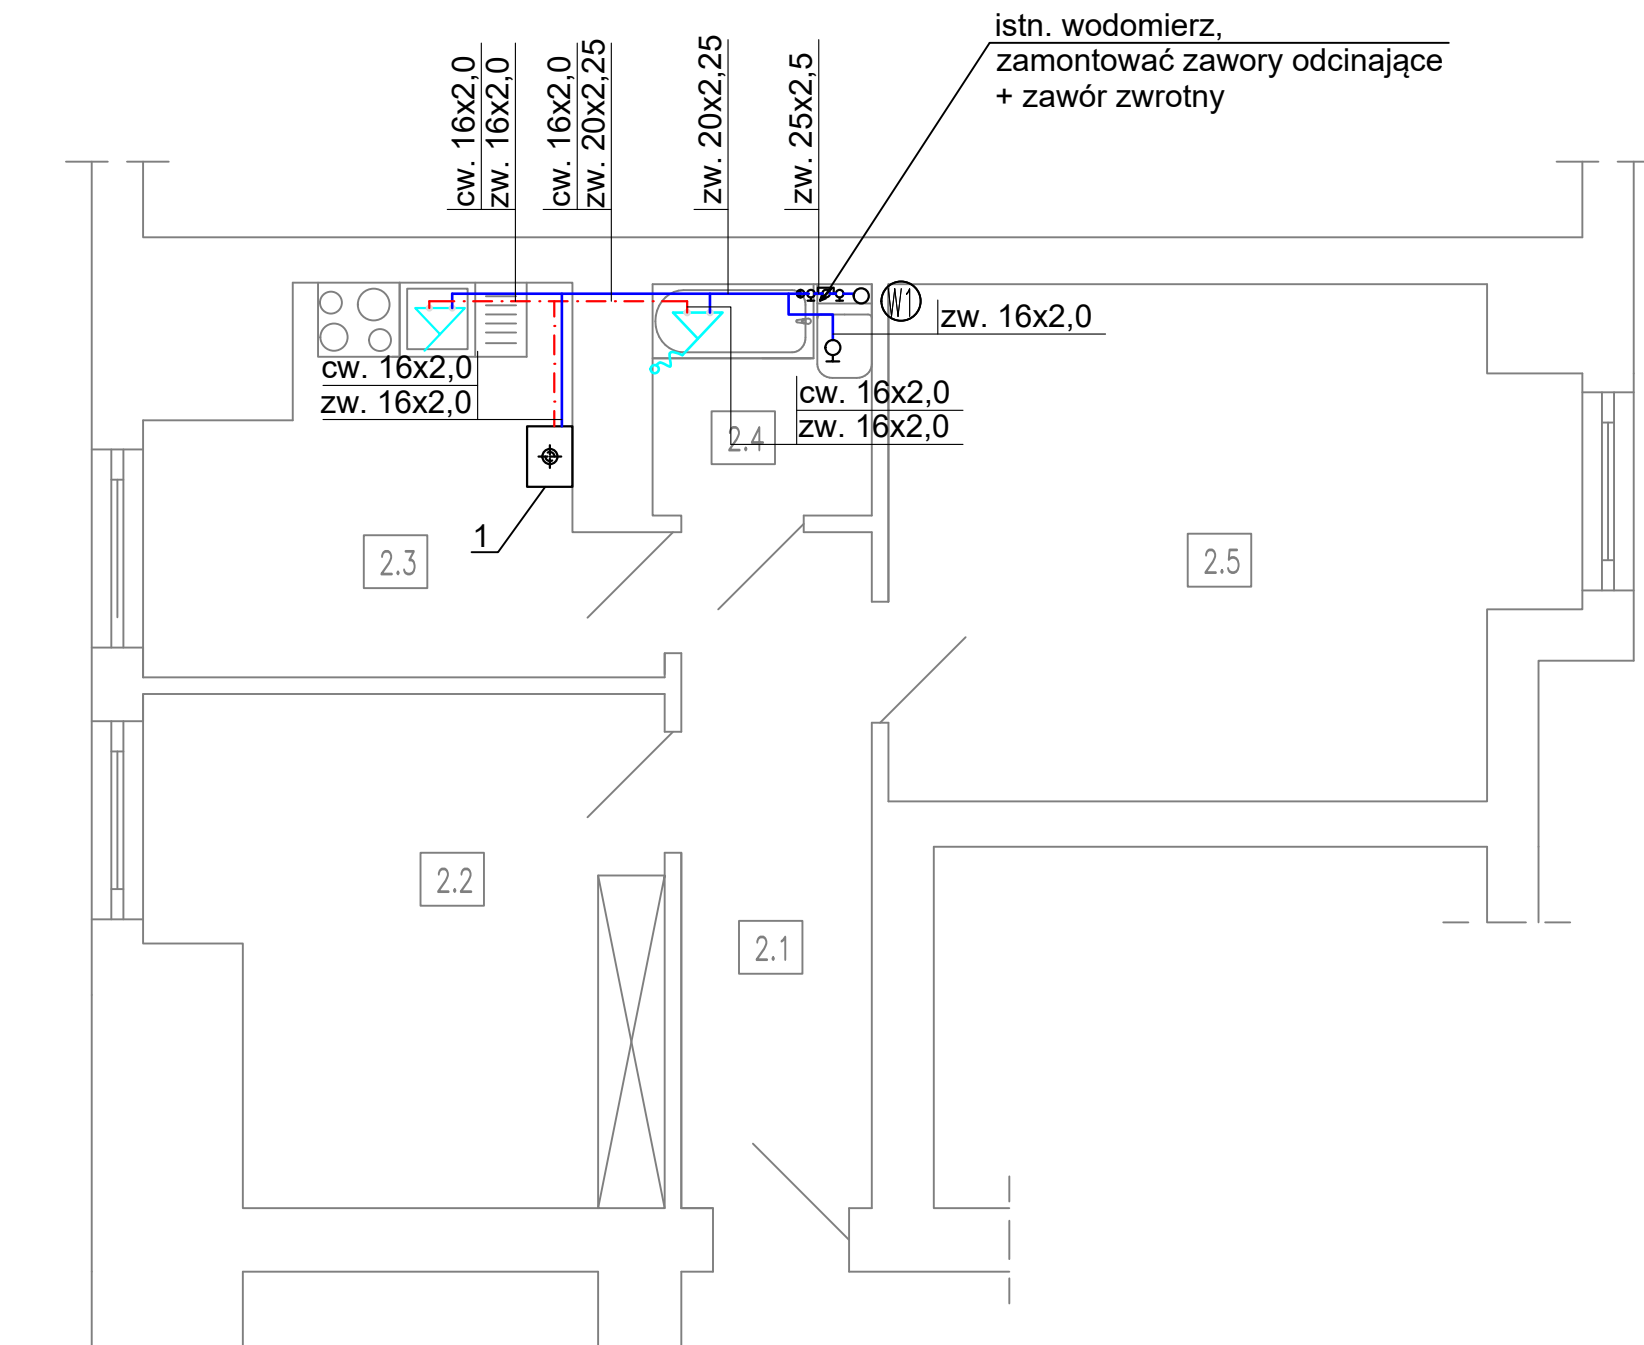 istn. wodomierz,
zamontować zawory odcinające
+ zawór zwrotny
cw. 16x2,0
zw. 16x2,0
cw. 16x2,0
zw. 20x2,25
zw. 20x2,25
zw. 25x2,5
W1
zw. 16x2,0
cw. 16x2,0
zw. 16x2,0
cw. 16x2,0
zw. 16x2,0
2.4
1
2.3
2.5
2.2
2.1